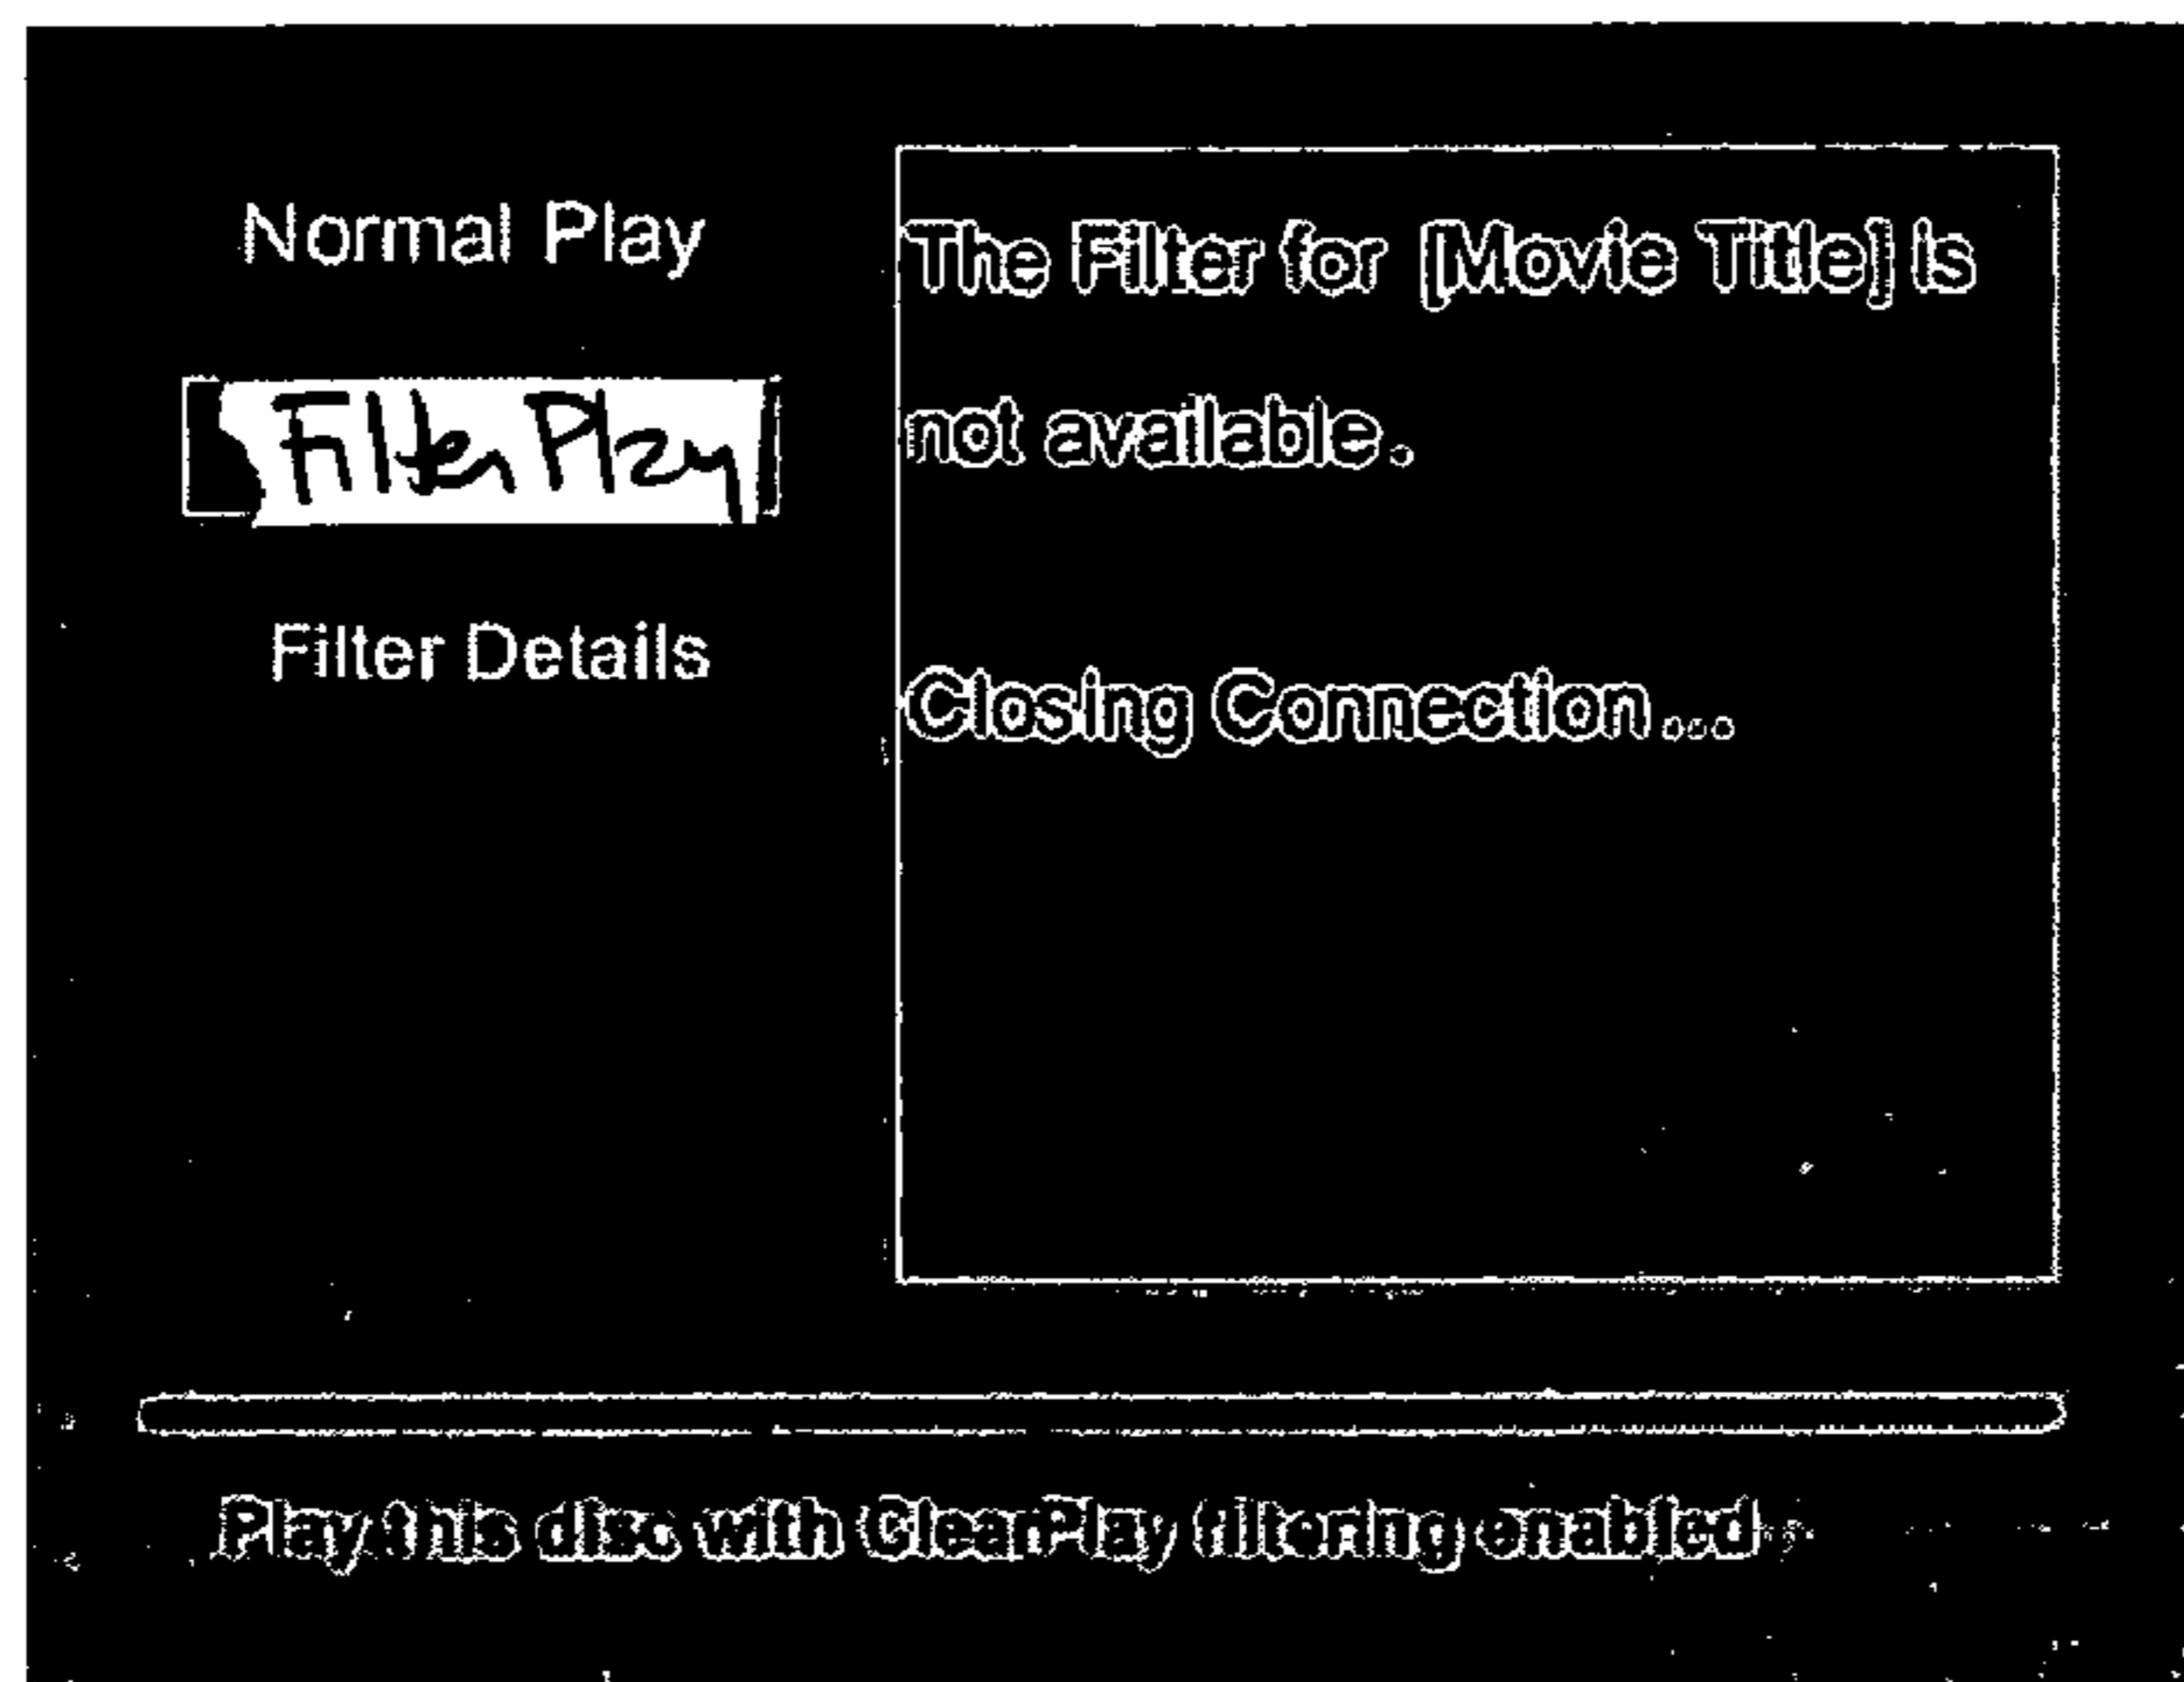 Normal Play
Filter Play
Filter Details
The Filter for [Movie Title] is
not available.
Closing Connection...
Play this disc with ClearPlay filtering enabled